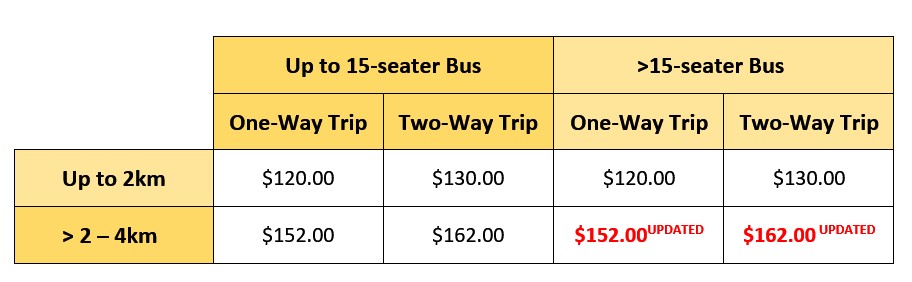 Up to 15-seater Bus >15-seater Bus
One-Way Trip Two-Way Trip One-Way Trip Two-Way Trip
Up to 2km $120.00 $130.00 $120.00 $130.00
> 2 – 4km $152.00 $162.00 $152.00UPDATED $162.00 UPDATED